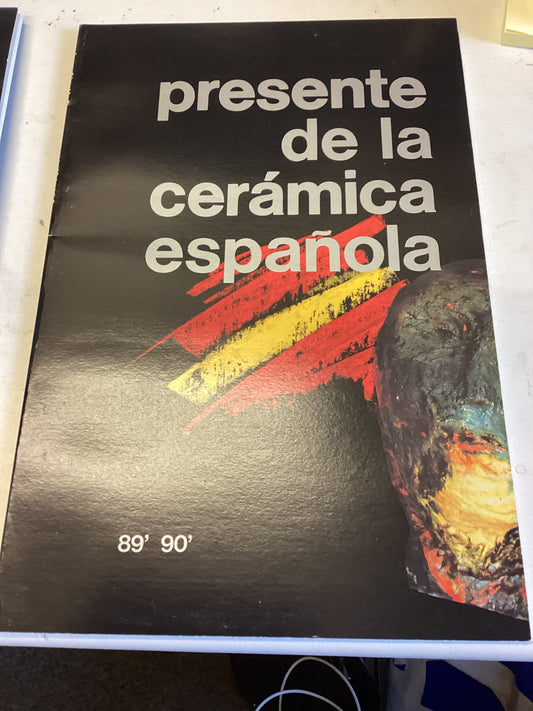 presente
de la
cerámica
española
89' 90'